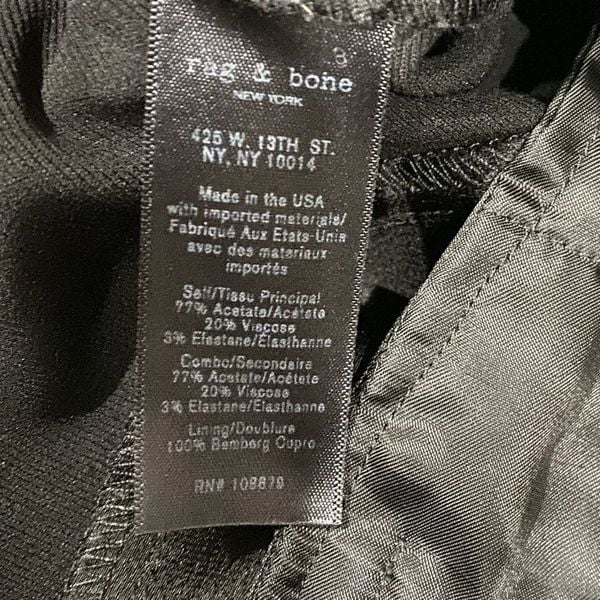 8
rag & bone
NEW YORK
425 W. 13TH ST.
NY, NY 10014
Made in the USA
with imported materials/
Fabriqué Aux Etats-Unis
avec des materiaux
importés
Self/Tissu Principal
77% Acetate/Acétate
20% Viscose
3% Elastane/Elasthanne
Combo/Secondaire
77% Acetate/Acétete
20% Viscose
3% Elastane/Elasthanne
Lining/Doublure
100% Bemberg Cupro
RN# 108879